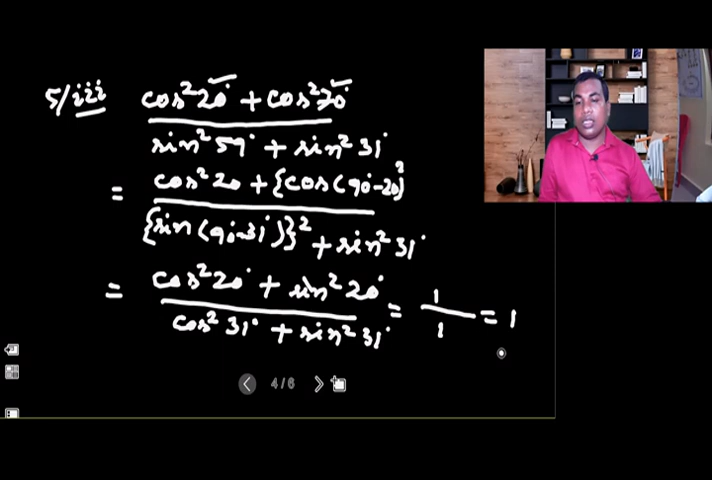 5/iii cos²20° + cos²70°
sin²59° + sin²31°
= cos²20 + {cos(90-20)²
{sin(90-31)}² + sin²31°
= cos²20° + sin²20° = 1 = 1
cos²31° + sin²31° 1
4/6